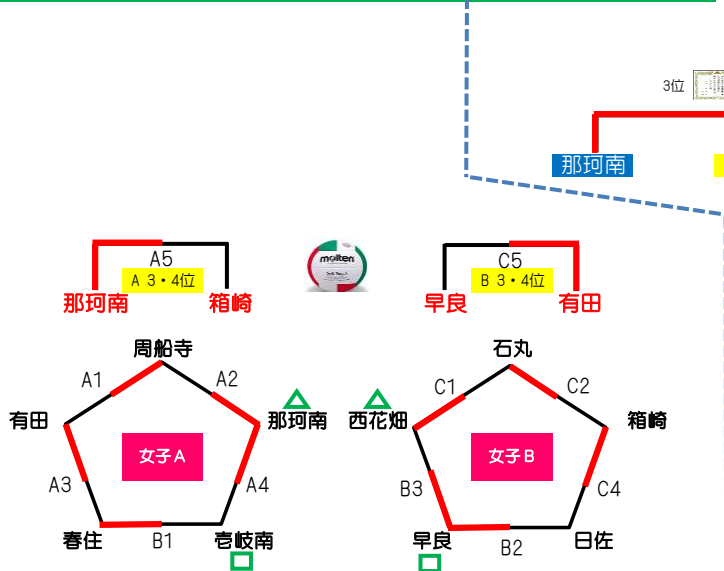 3位
那珂南
A5
A 3・4位
那珂南
箱崎
molten
C5
B 3・4位
早良
有田
周船寺
A1
A2
有田
那珂南
女子A
A3
A4
春住
B1
壱岐南
石丸
C1
C2
西花畑
箱崎
女子B
B3
C4
早良
B2
日佐